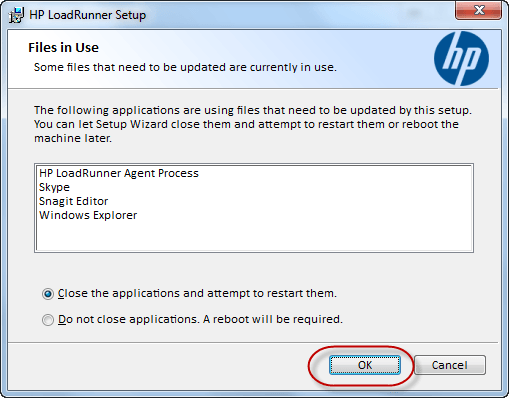 HP LoadRunner Setup
Files in Use
Some files that need to be updated are currently in use.
hp
The following applications are using files that need to be updated by this setup.
You can let Setup Wizard close them and attempt to restart them or reboot the
machine later.
HP LoadRunner Agent Process
Skype
Snagit Editor
Windows Explorer
Close the applications and attempt to restart them.
Do not close applications. A reboot will be required.
OK
Cancel